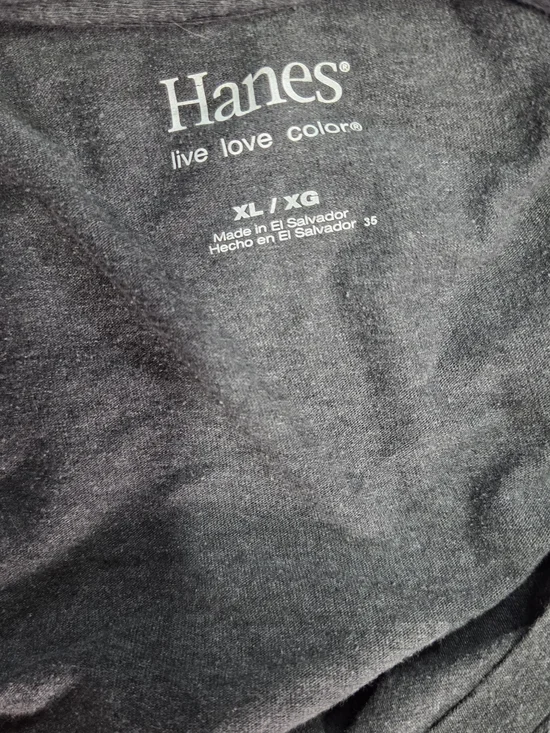 Hanes®
live love color®
XL / XG
Made in El Salvador
Hecho en El Salvador 35